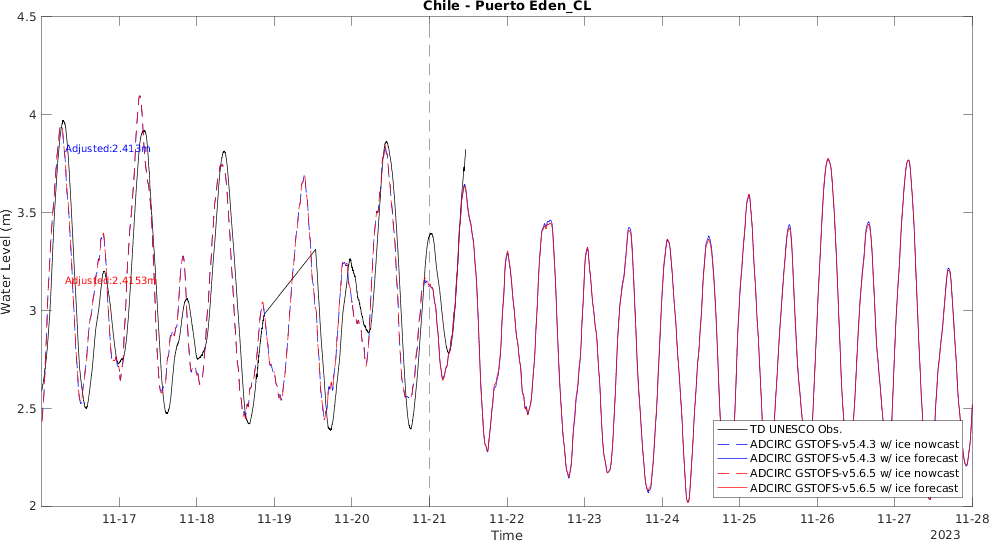 Chile - Puerto Eden_CL
4.5
4
3.5
3
2.5
2
Water Level (m)
Adjusted:2.413m
Adjusted:2.4153m
TD UNESCO Obs.
ADCIRC GSTOFS-v5.4.3 w/ ice nowcast
ADCIRC GSTOFS-v5.4.3 w/ ice forecast
ADCIRC GSTOFS-v5.6.5 w/ ice nowcast
ADCIRC GSTOFS-v5.6.5 w/ ice forecast
11-17 11-18 11-19 11-20 11-21 11-22 11-23 11-24 11-25 11-26 11-27 11-28
Time
2023